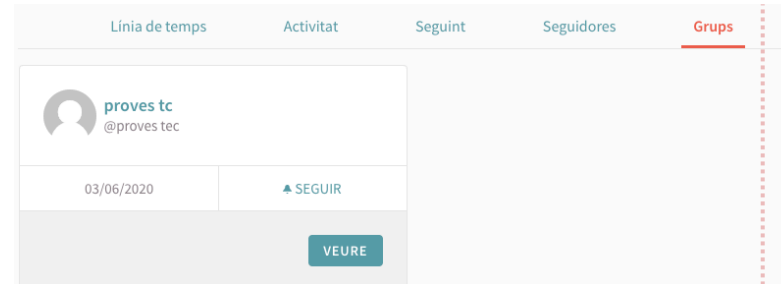 Línia de temps Activitat Seguint Seguidores Grups
proves tc
@proves tec
03/06/2020 SEGUIR
VEURE